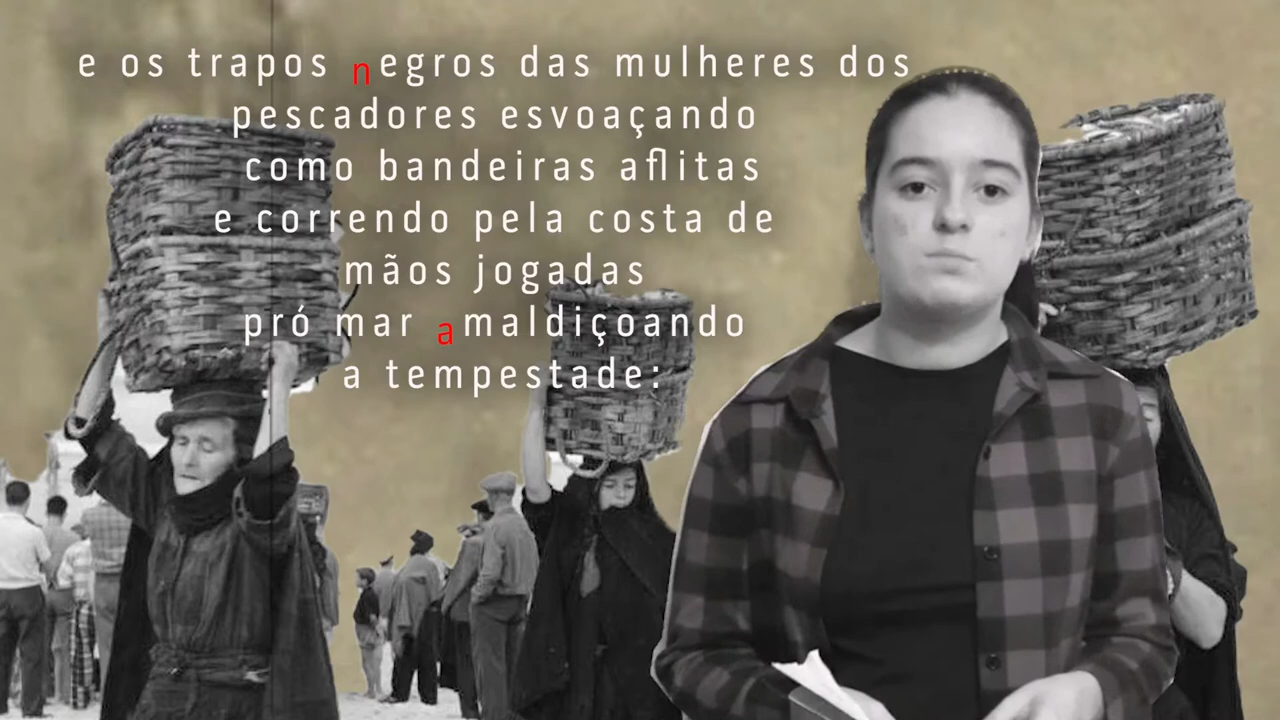 e os trapos negros das mulheres dos
pescadores esvoaçando
como bandeiras aflitas
e correndo pela costa de
mãos jogadas
pró mar amaldiçoando
a tempestade: